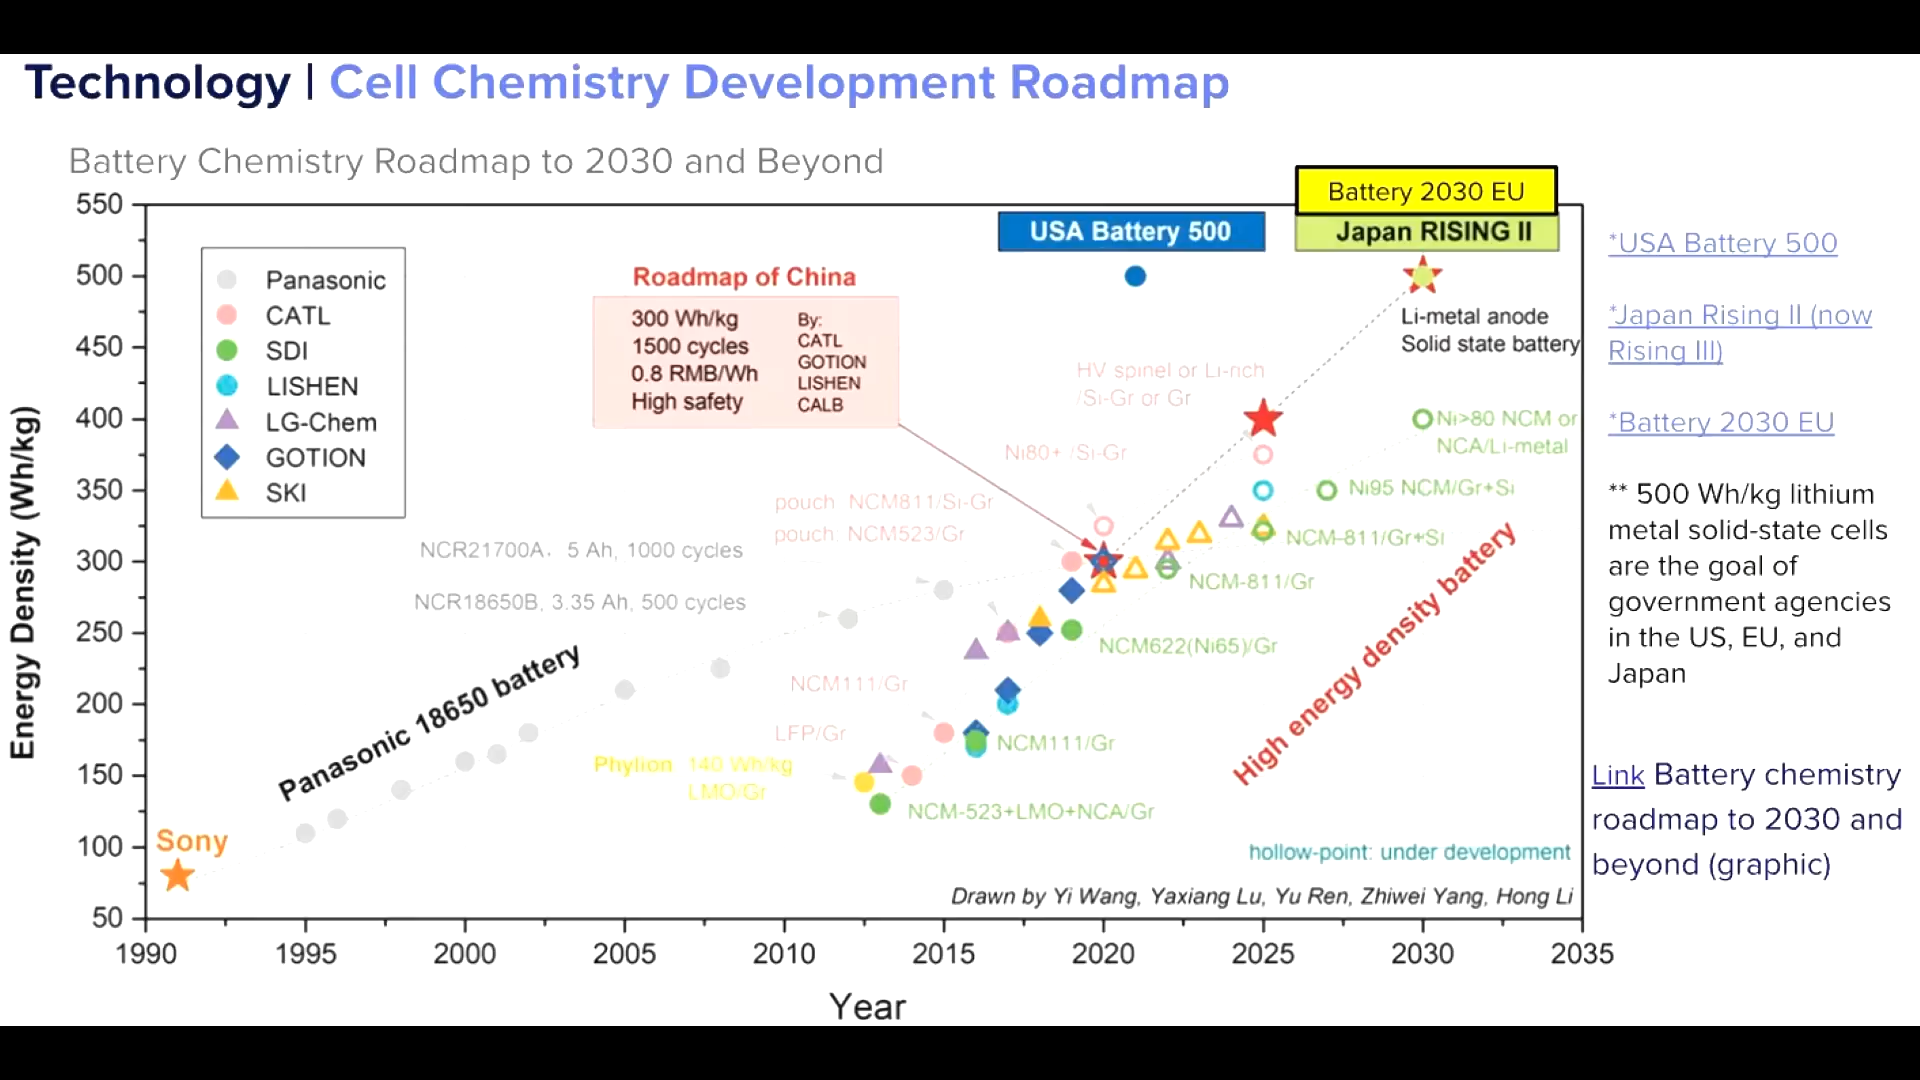 Technology | Cell Chemistry Development Roadmap
Battery Chemistry Roadmap to 2030 and Beyond
Battery 2030 EU
USA Battery 500
Japan RISING II
550
500
450
400
350
300
250
200
150
100
50
Energy Density (Wh/kg)
Panasonic
CATL
SDI
LISHEN
LG-Chem
GOTION
SKI
Roadmap of China
300 Wh/kg
1500 cycles
0.8 RMB/Wh
High safety
By:
CATL
GOTION
LISHEN
CALB
Li-metal anode
Solid state battery
HV spinel or Li-rich
/Si-Gr or Gr
Ni80+ /Si-Gr
Ni>80 NCM or
NCA/Li-metal
pouch: NCM811/Si-Gr
pouch: NCM523/Gr
Ni95 NCM/Gr+Si
NCM-811/Gr+Si
NCR21700A, 5 Ah, 1000 cycles
NCR18650B, 3.35 Ah, 500 cycles
NCM-811/Gr
NCM622(Ni65)/Gr
Panasonic 18650 battery
High energy density battery
NCM111/Gr
LFP/Gr
NCM111/Gr
Phylion: 140 Wh/kg
LMO/Gr
NCM-523+LMO+NCA/Gr
Sony
hollow-point: under development
Drawn by Yi Wang, Yaxiang Lu, Yu Ren, Zhiwei Yang, Hong Li
1990
1995
2000
2005
2010
2015
2020
2025
2030
2035
Year
*USA Battery 500
*Japan Rising II (now
Rising III)
*Battery 2030 EU
** 500 Wh/kg lithium
metal solid-state cells
are the goal of
government agencies
in the US, EU, and
Japan
Link Battery chemistry
roadmap to 2030 and
beyond (graphic)